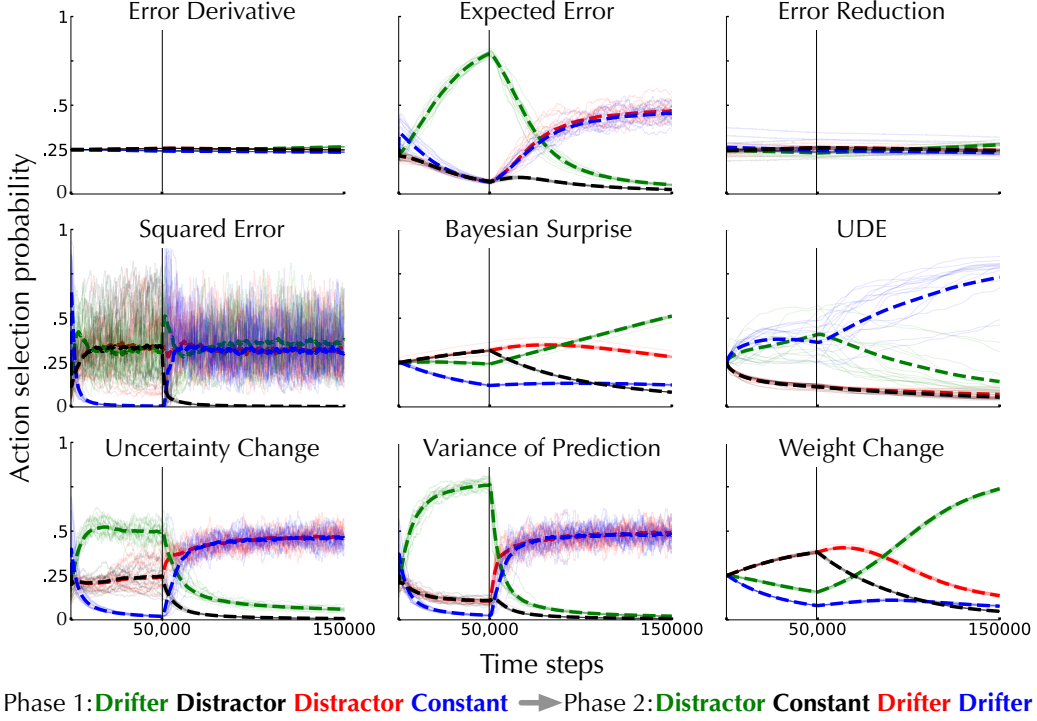 Error Derivative Expected Error Error Reduction
1
.5
.25
0
Squared Error Bayesian Surprise UDE
1
.5
.25
0
Uncertainty Change Variance of Prediction Weight Change
1
.5
.25
0
50,000 150000 50,000 150000 50,000 150000
Action selection probability
Time steps
Phase 1: Drifter Distractor Distractor Constant Phase 2: Distractor Constant Drifter Drifter